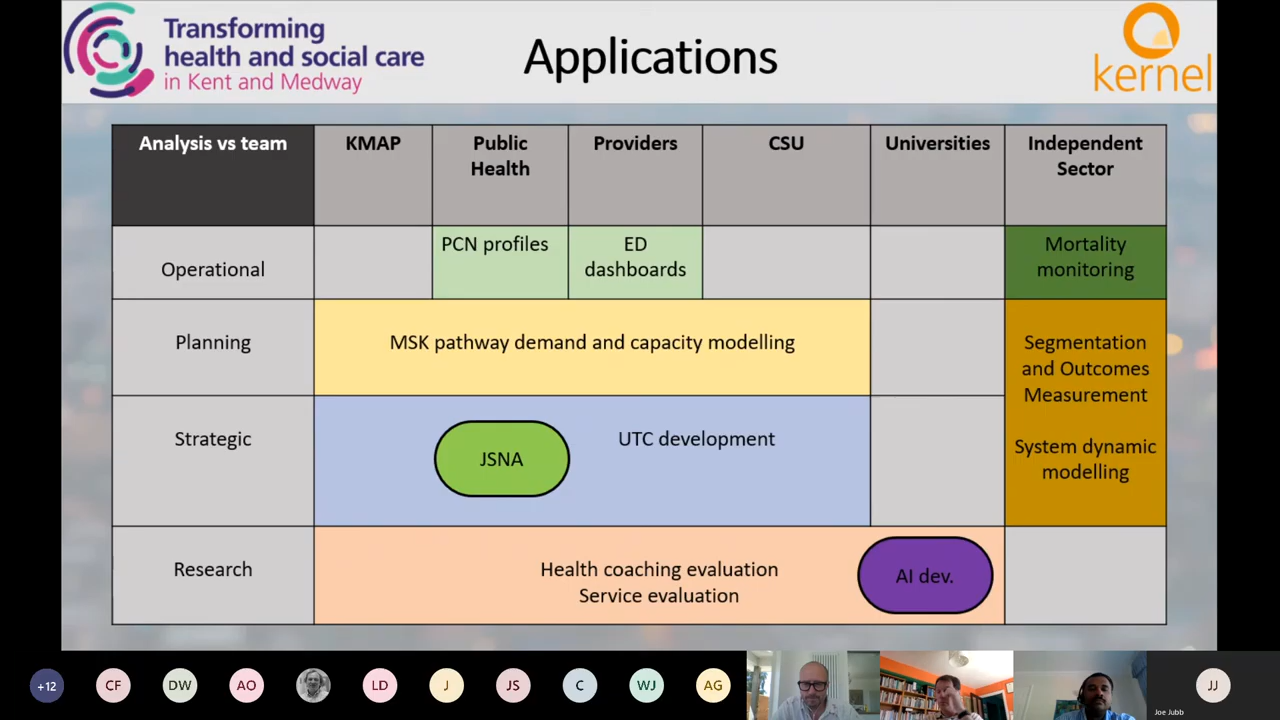 Transforming
health and social care
in Kent and Medway
Applications
kernel
Analysis vs team
KMAP
Public
Health
Providers
CSU
Universities
Independent
Sector
Operational
PCN profiles
ED
dashboards
Mortality
monitoring
Planning
MSK pathway demand and capacity modelling
Segmentation
and Outcomes
Measurement
System dynamic
modelling
Strategic
JSNA
UTC development
Research
Health coaching evaluation
Service evaluation
AI dev.
+12
CF
DW
AO
LD
J
JS
C
WJ
AG
JJ
Joe Jubb